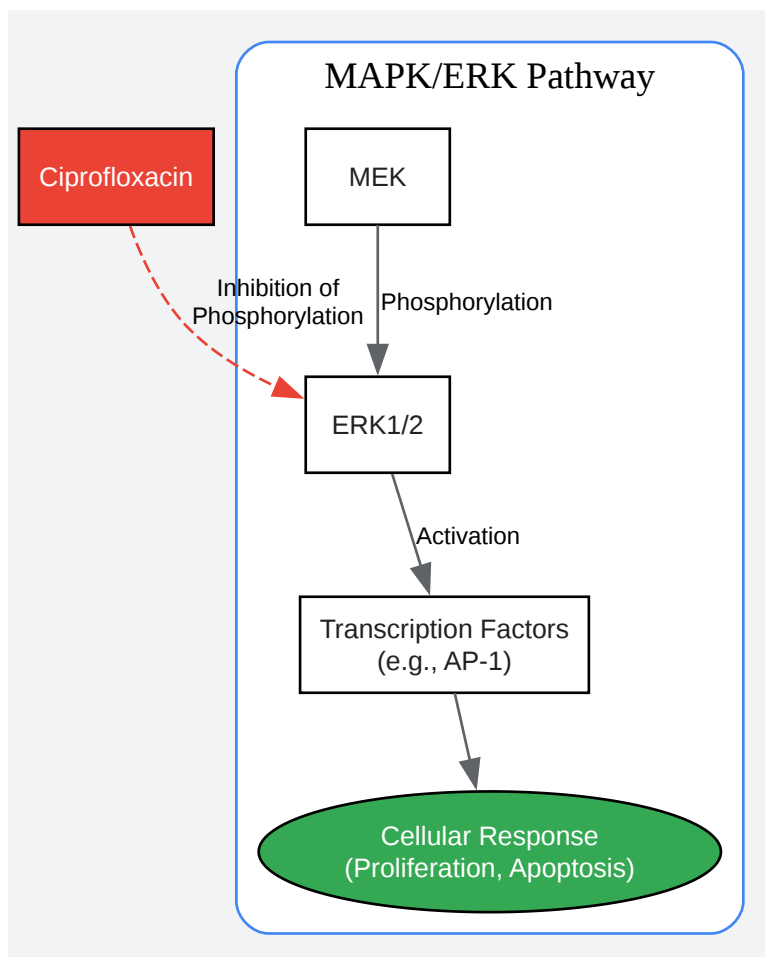 MAPK/ERK Pathway
Ciprofloxacin
MEK
Inhibition of
Phosphorylation
Phosphorylation
ERK1/2
Activation
Transcription Factors
(e.g., AP-1)
Cellular Response
(Proliferation, Apoptosis)